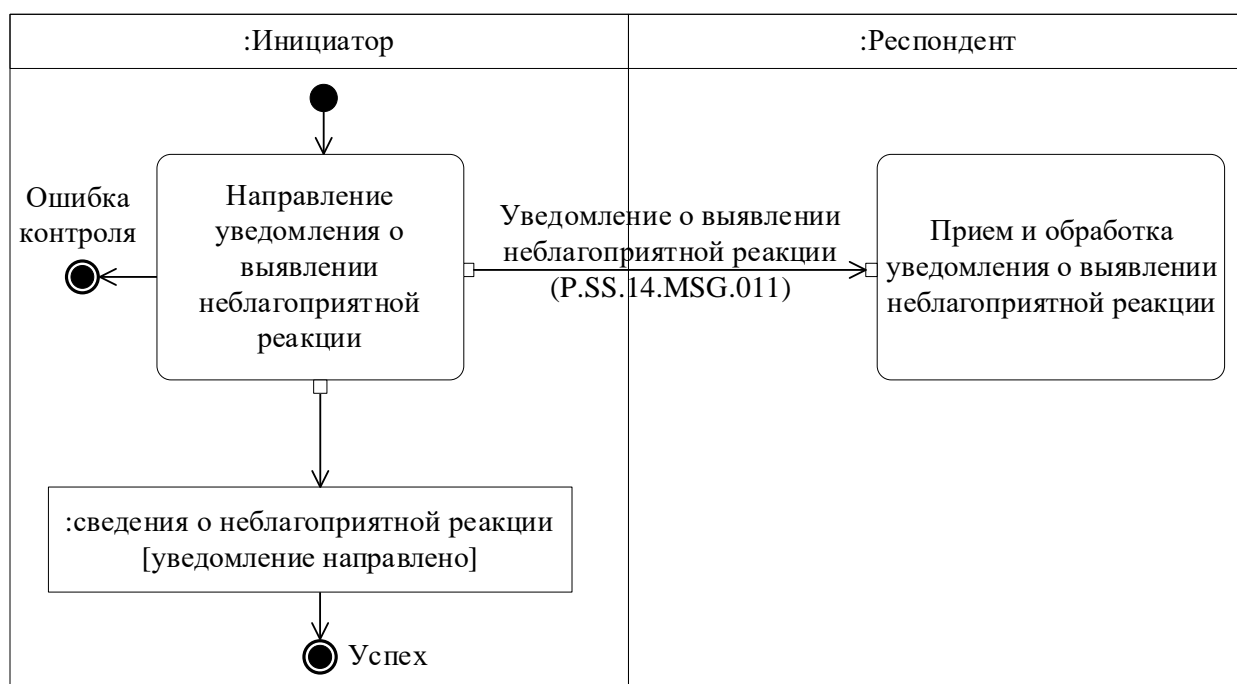 :Инициатор
:Респондент
Ошибка
контроля
Направление
уведомления о
выявлении
неблагоприятной
реакции
Уведомление о выявлении
неблагоприятной реакции
(P.SS.14.MSG.011)
Прием и обработка
уведомления о выявлении
неблагоприятной реакции
:сведения о неблагоприятной реакции
[уведомление направлено]
Успех